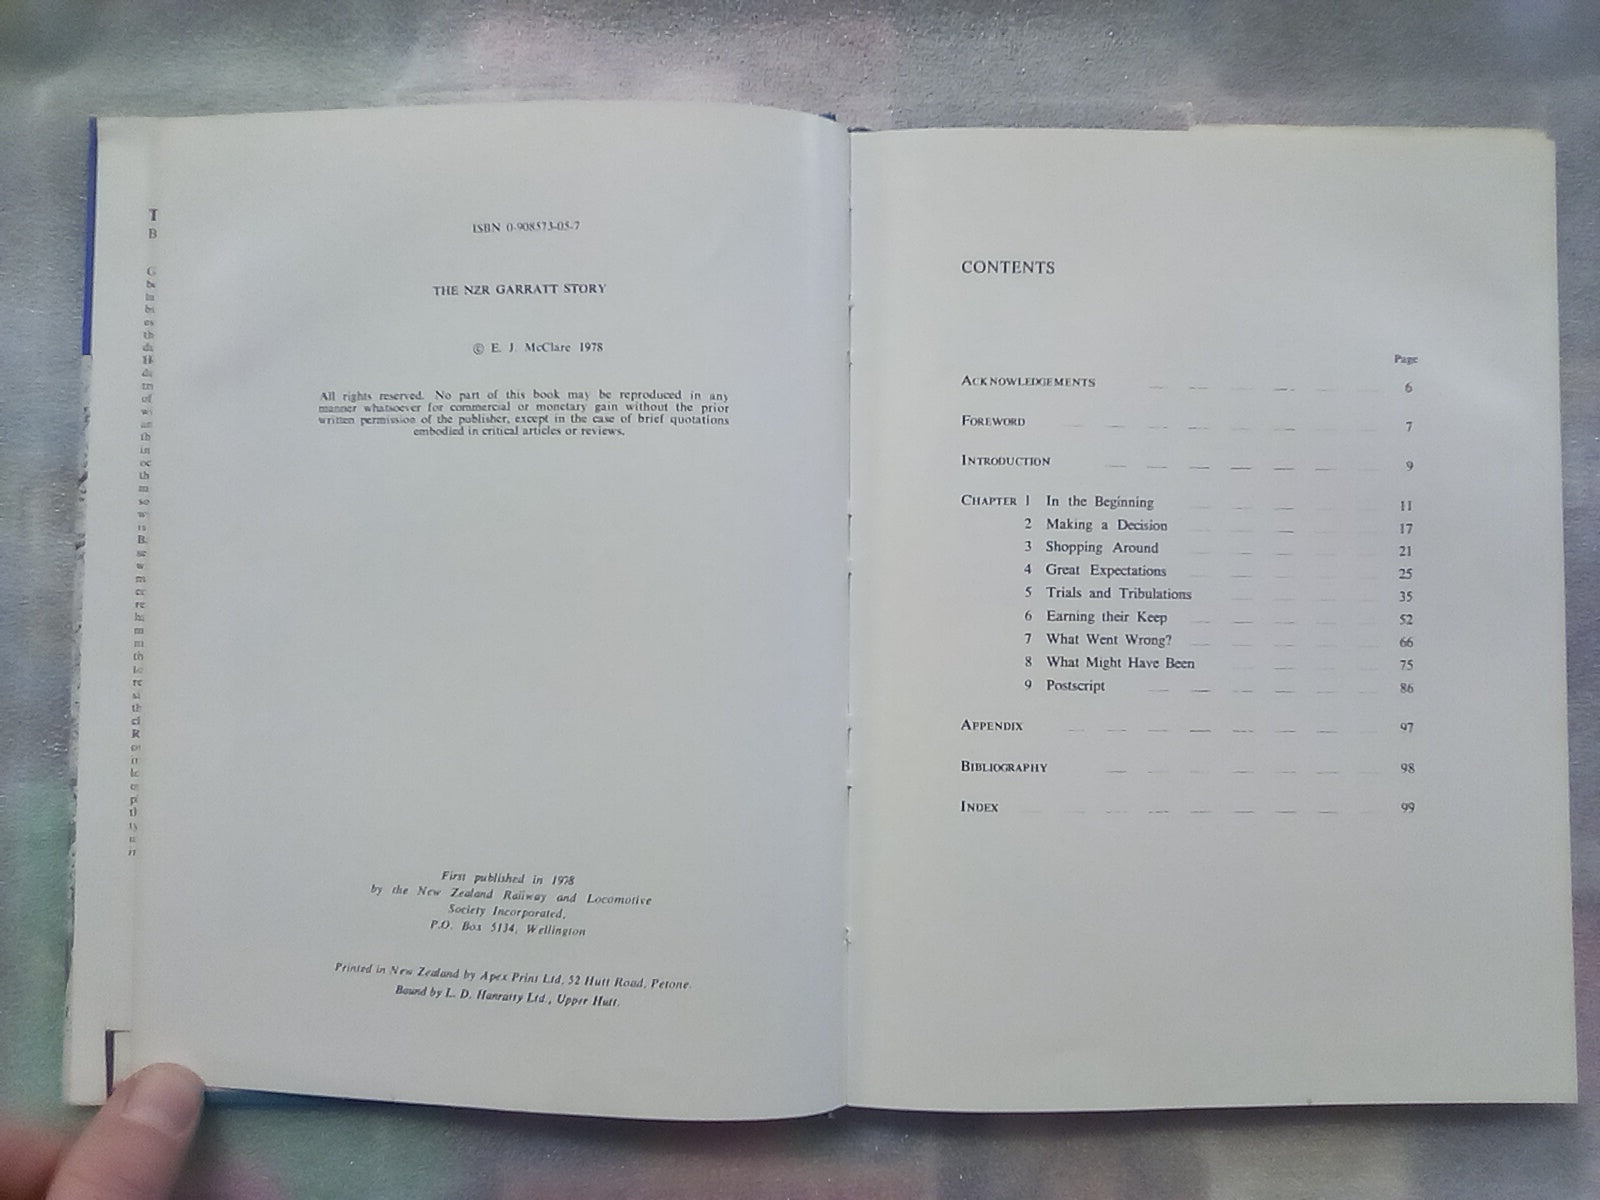 ISBN 0-908573-05-7
THE NZR GARRATT STORY
© E. J. McClare 1978
All rights reserved. No part of this book may be reproduced in any
manner whatsoever for commercial or monetary gain without the prior
written permission of the publisher, except in the case of brief quotations
embodied in critical articles or reviews.
First published in 1978
by the New Zealand Railway and Locomotive
Society Incorporated,
P.O. Box 5134, Wellington
Printed in New Zealand by Apex Print Ltd, 52 Hutt Road, Petone.
Bound by L. D. Hanratty Ltd., Upper Hutt.
CONTENTS
Page
ACKNOWLEDGEMENTS 6
FOREWORD 7
INTRODUCTION 9
CHAPTER 1 In the Beginning 11
2 Making a Decision 17
3 Shopping Around 21
4 Great Expectations 25
5 Trials and Tribulations 35
6 Earning their Keep 52
7 What Went Wrong? 66
8 What Might Have Been 75
9 Postscript 86
APPENDIX 97
BIBLIOGRAPHY 98
INDEX 99